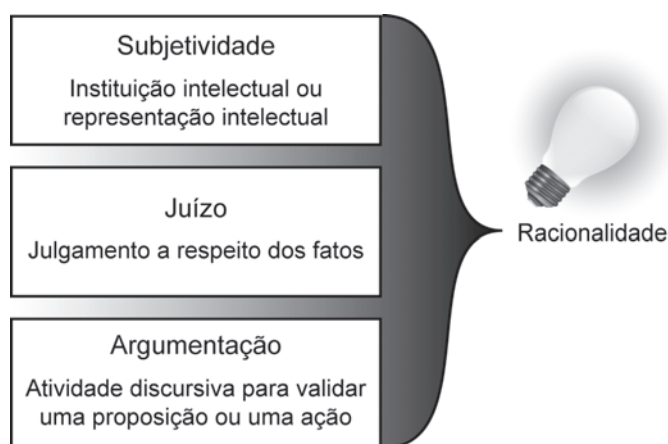 Subjetividade
Instituição intelectual ou
representação intelectual
Juízo
Julgamento a respeito dos fatos
Argumentação
Atividade discursiva para validar
uma proposição ou uma ação
Racionalidade